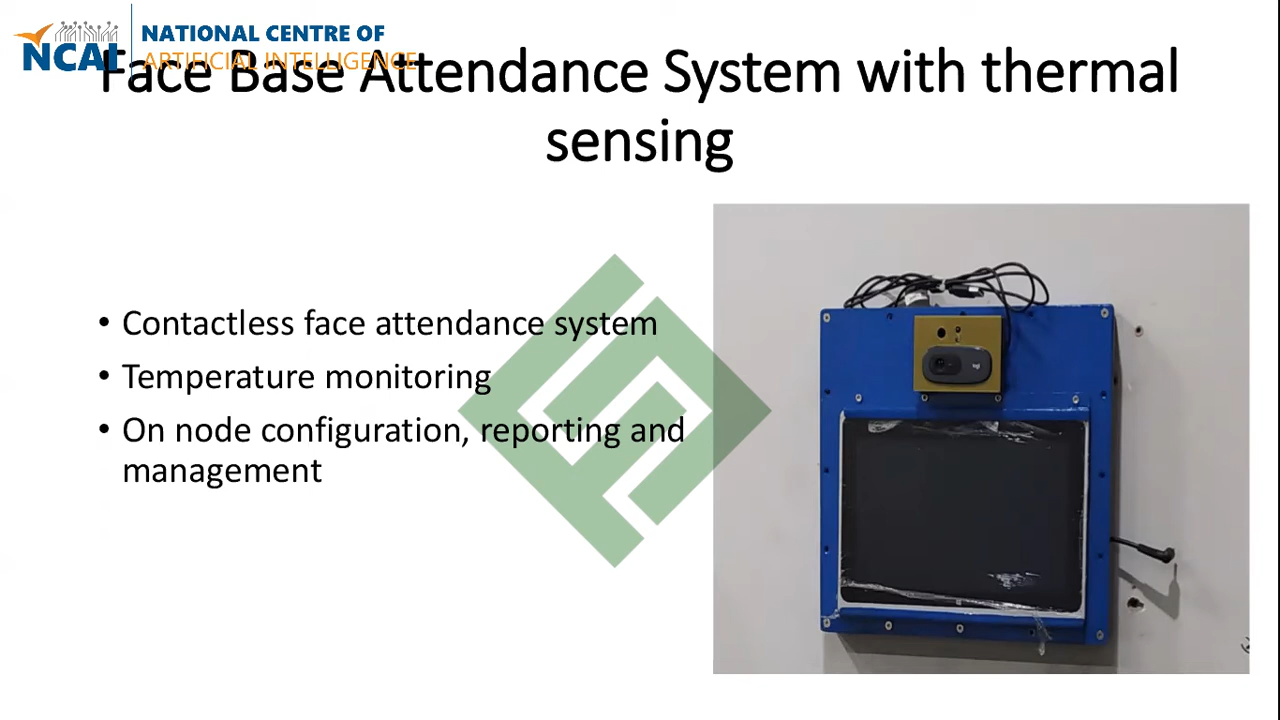 NCAI
NATIONAL CENTRE OF
ARTIFICIAL INTELLIGENCE
Face Base Attendance System with thermal
sensing
• Contactless face attendance system
• Temperature monitoring
• On node configuration, reporting and
management